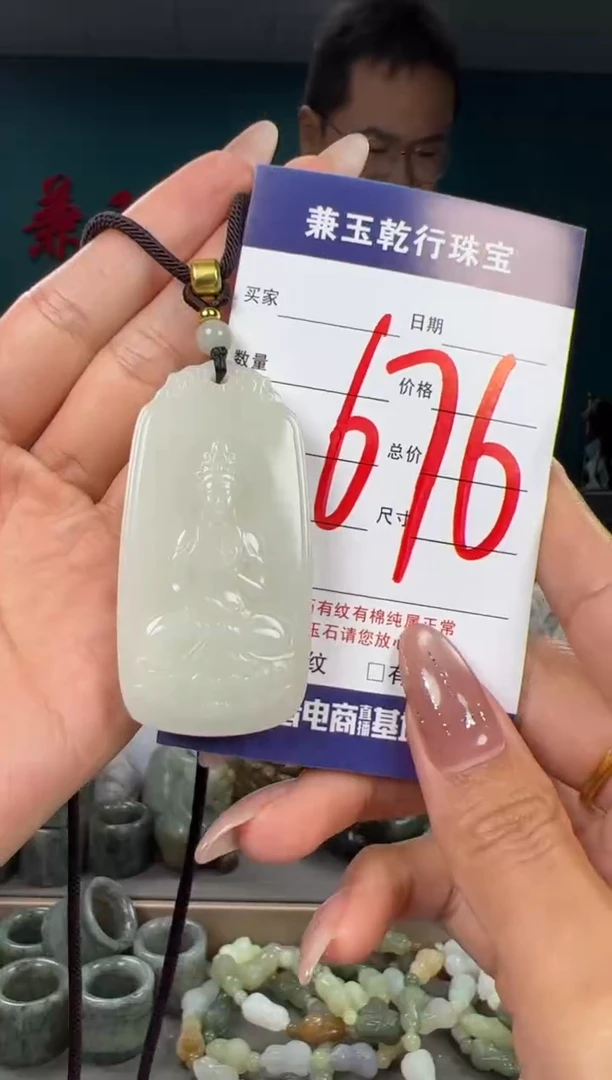 兼玉乾行珠宝
买家
日期
数量
价格
676
总价
尺寸
有纹有棉纯属正常
玉石请您放心
纹 □有
电商直播基地
兼